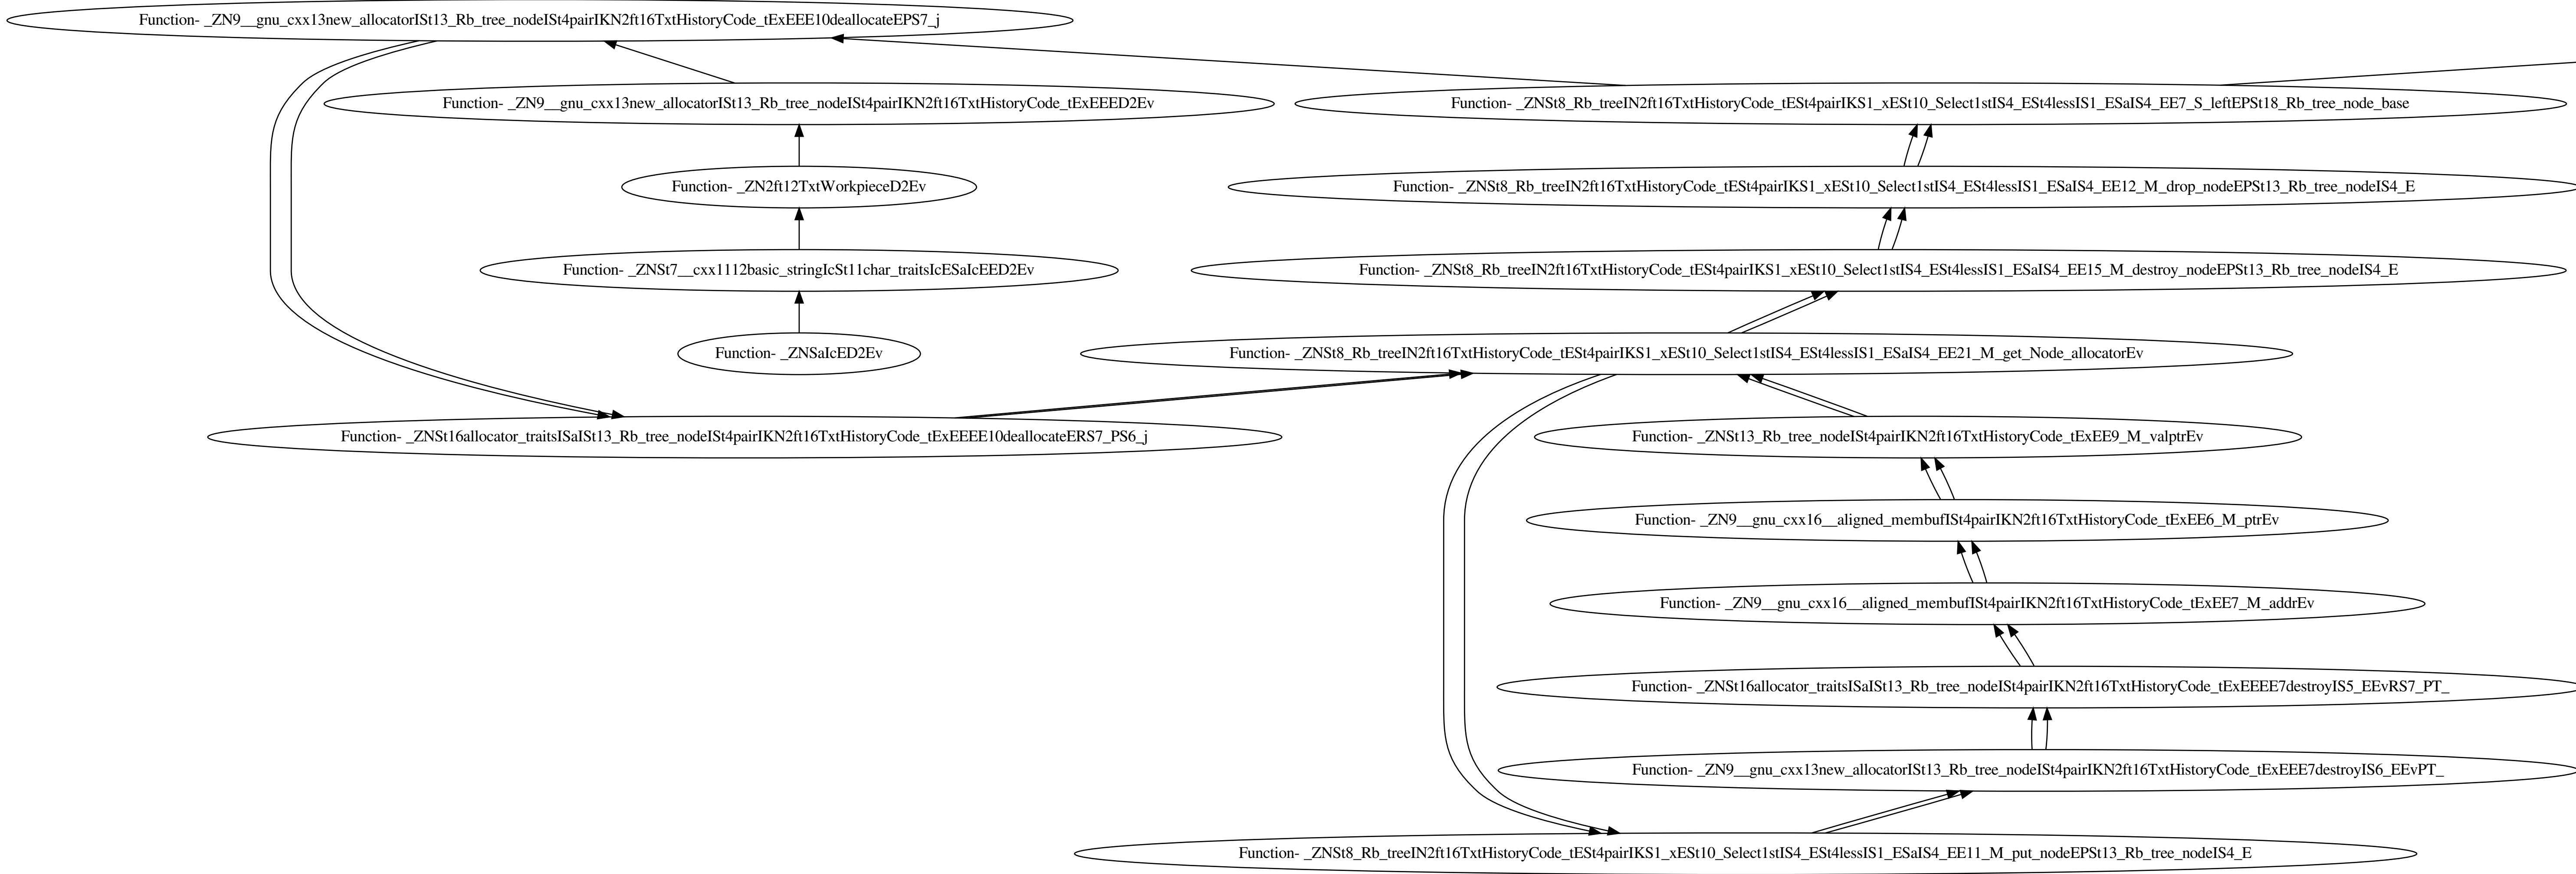 Function- _ZN9__gnu_cxx13new_allocatorISt13_Rb_tree_nodeISt4pairIKN2ft16TxtHistoryCode_tExEEE10deallocateEPS7_j
Function- _ZN9__gnu_cxx13new_allocatorISt13_Rb_tree_nodeISt4pairIKN2ft16TxtHistoryCode_tExEEED2Ev
Function- _ZNSt8_Rb_treeIN2ft16TxtHistoryCode_tESt4pairIKS1_xESt10_Select1stIS4_ESt4lessIS1_ESaIS4_EE7_S_leftEPSt18_Rb_tree_node_base
Function- _ZN2ft12TxtWorkpieceD2Ev
Function- _ZNSt8_Rb_treeIN2ft16TxtHistoryCode_tESt4pairIKS1_xESt10_Select1stIS4_ESt4lessIS1_ESaIS4_EE12_M_drop_nodeEPSt13_Rb_tree_nodeIS4_E
Function- _ZNSt7__cxx1112basic_stringIcSt11char_traitsIcESaIcEED2Ev
Function- _ZNSt8_Rb_treeIN2ft16TxtHistoryCode_tESt4pairIKS1_xESt10_Select1stIS4_ESt4lessIS1_ESaIS4_EE15_M_destroy_nodeEPSt13_Rb_tree_nodeIS4_E
Function- _ZNSaIcED2Ev
Function- _ZNSt8_Rb_treeIN2ft16TxtHistoryCode_tESt4pairIKS1_xESt10_Select1stIS4_ESt4lessIS1_ESaIS4_EE21_M_get_Node_allocatorEv
Function- _ZNSt16allocator_traitsISaISt13_Rb_tree_nodeISt4pairIKN2ft16TxtHistoryCode_tExEEEE10deallocateERS7_PS6_j
Function- _ZNSt13_Rb_tree_nodeISt4pairIKN2ft16TxtHistoryCode_tExEE9_M_valptrEv
Function- _ZN9__gnu_cxx16__aligned_membufISt4pairIKN2ft16TxtHistoryCode_tExEE6_M_ptrEv
Function- _ZN9__gnu_cxx16__aligned_membufISt4pairIKN2ft16TxtHistoryCode_tExEE7_M_addrEv
Function- _ZNSt16allocator_traitsISaISt13_Rb_tree_nodeISt4pairIKN2ft16TxtHistoryCode_tExEEEE7destroyIS5_EEvRS7_PT_
Function- _ZN9__gnu_cxx13new_allocatorISt13_Rb_tree_nodeISt4pairIKN2ft16TxtHistoryCode_tExEEE7destroyIS6_EEvPT_
Function- _ZNSt8_Rb_treeIN2ft16TxtHistoryCode_tESt4pairIKS1_xESt10_Select1stIS4_ESt4lessIS1_ESaIS4_EE11_M_put_nodeEPSt13_Rb_tree_nodeIS4_E